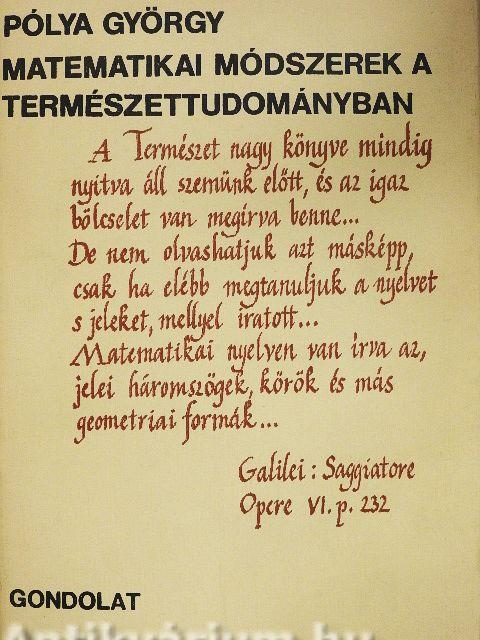 PÓLYA GYÖRGY
MATEMATIKAI MÓDSZEREK A
TERMÉSZETTUDOMÁNYBAN
A Természet nagy könyve mindig
nyitva áll szemünk előtt, és az igaz
bölcselet van megírva benne...
De nem olvashatjuk azt másképp,
csak ha elébb megtanuljuk a nyelvet
s jeleket, mellyel iratott...
Matematikai nyelven van írva az,
jelei háromszögek, körök és más
geometriai formák...
Galilei: Saggiatore
Opere VI. p. 232
GONDOLAT
Antikvárium.hu